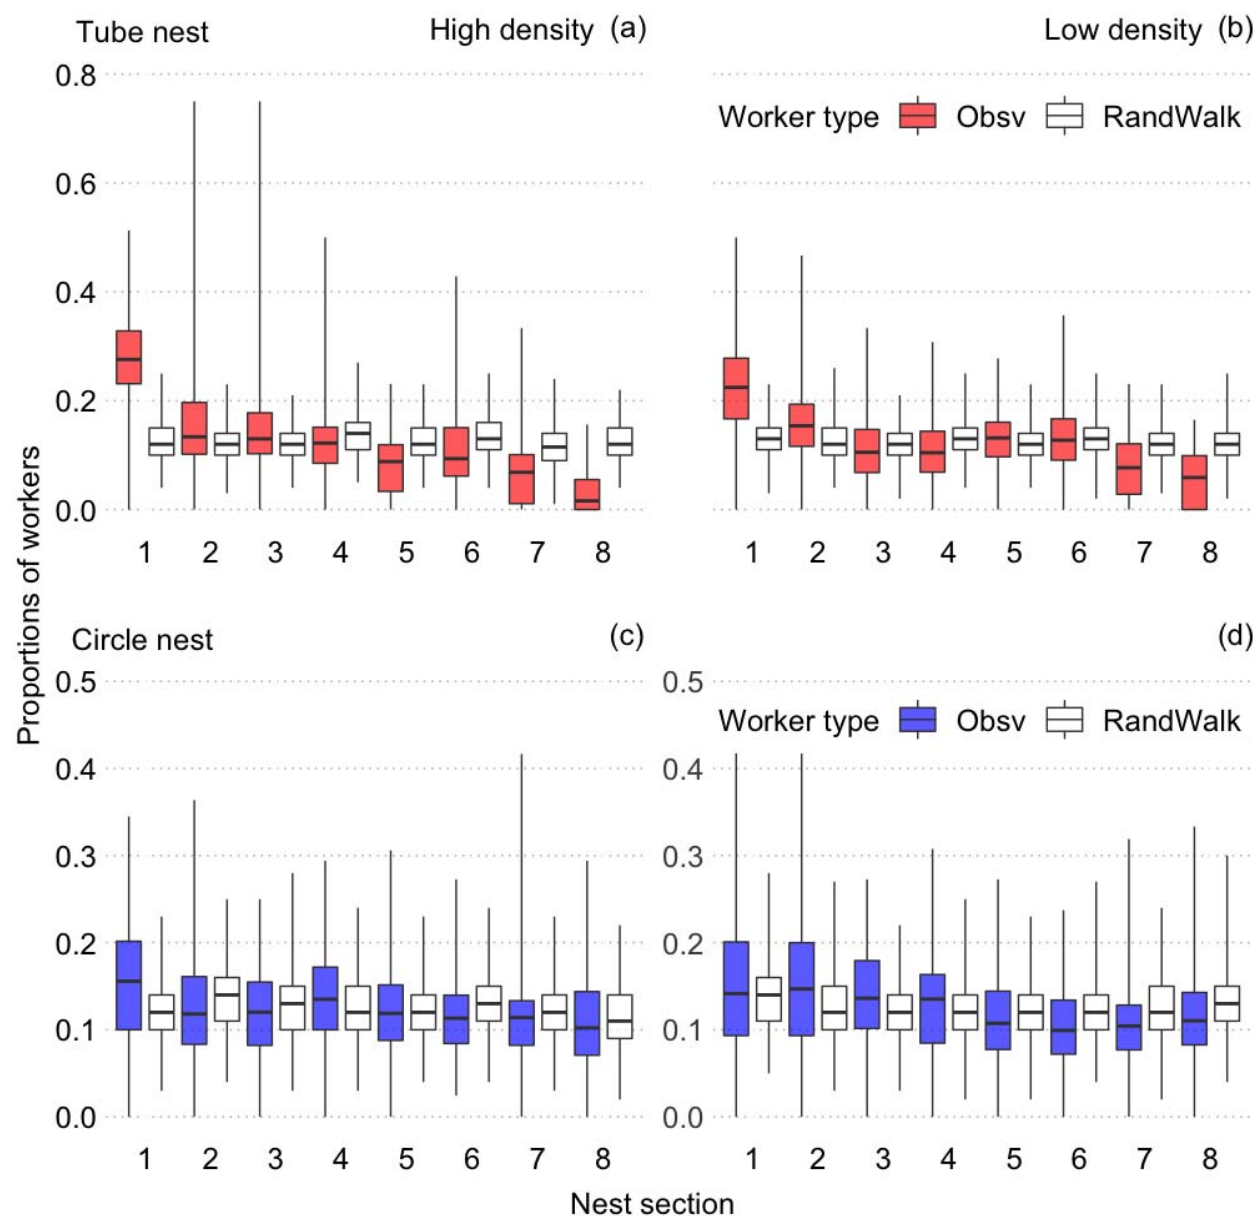 Tube nest High density (a) Low density (b)
0.8
Worker type Obsv RandWalk
0.6
0.4
0.2
0.0
1 2 3 4 5 6 7 8 1 2 3 4 5 6 7 8
Proportions of workers
Circle nest (c) (d)
0.5 0.5
Worker type Obsv RandWalk
0.4 0.4
0.3 0.3
0.2 0.2
0.1 0.1
0.0 0.0
1 2 3 4 5 6 7 8 1 2 3 4 5 6 7 8
Nest section